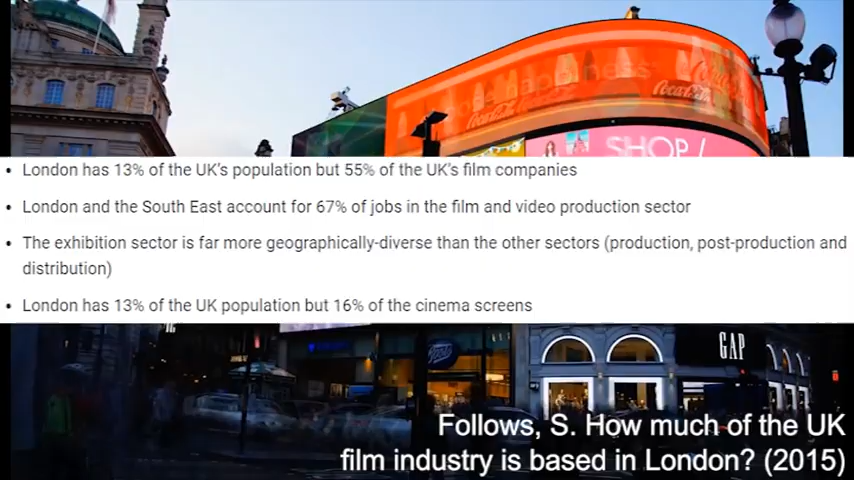 Coca-Cola
Coca-Cola
SHOP /
• London has 13% of the UK's population but 55% of the UK's film companies
• London and the South East account for 67% of jobs in the film and video production sector
• The exhibition sector is far more geographically-diverse than the other sectors (production, post-production and
distribution)
• London has 13% of the UK population but 16% of the cinema screens
Boots
GAP
Follows, S. How much of the UK
film industry is based in London? (2015)